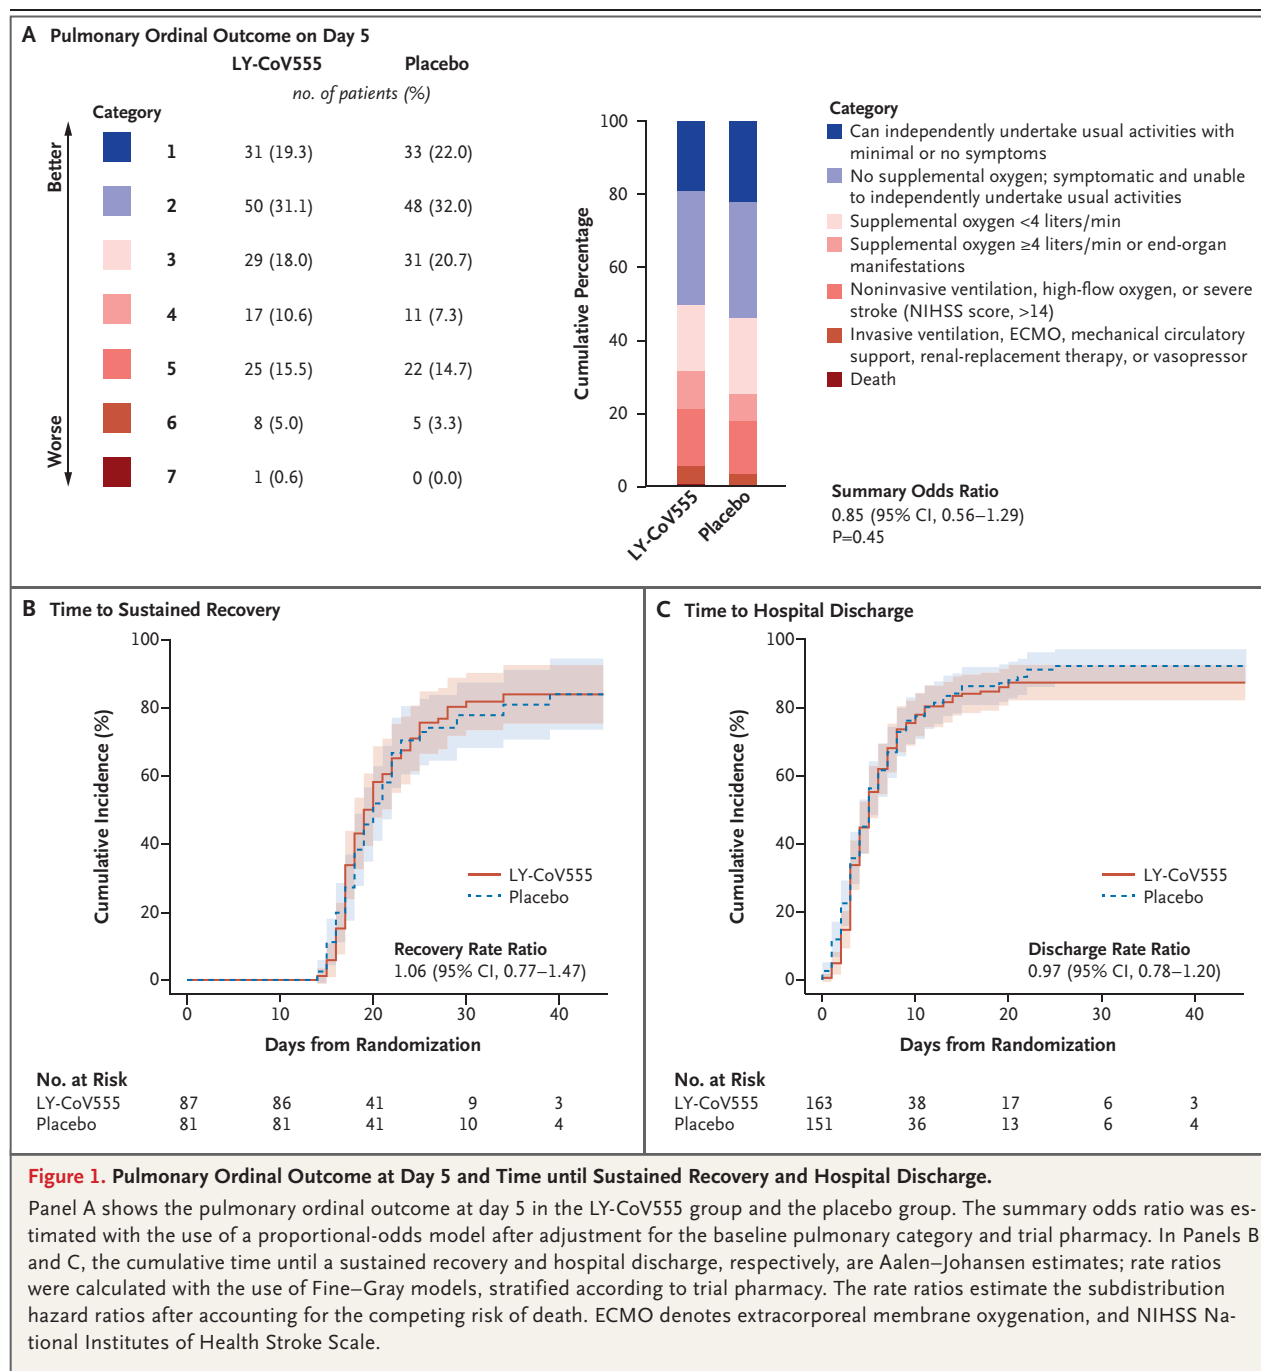 A Pulmonary Ordinal Outcome on Day 5
LY-CoV555 Placebo
no. of patients (%)
Category
Better
1 31 (19.3) 33 (22.0)
2 50 (31.1) 48 (32.0)
3 29 (18.0) 31 (20.7)
4 17 (10.6) 11 (7.3)
5 25 (15.5) 22 (14.7)
6 8 (5.0) 5 (3.3)
7 1 (0.6) 0 (0.0)
Worse
Cumulative Percentage
100
80
60
40
20
0
LY-CoV555
Placebo
Category
Can independently undertake usual activities with
minimal or no symptoms
No supplemental oxygen; symptomatic and unable
to independently undertake usual activities
Supplemental oxygen <4 liters/min
Supplemental oxygen ≥4 liters/min or end-organ
manifestations
Noninvasive ventilation, high-flow oxygen, or severe
stroke (NIHSS score, >14)
Invasive ventilation, ECMO, mechanical circulatory
support, renal-replacement therapy, or vasopressor
Death
Summary Odds Ratio
0.85 (95% CI, 0.56–1.29)
P=0.45
B Time to Sustained Recovery
Cumulative Incidence (%)
100
80
60
40
20
0
0 10 20 30 40
Days from Randomization
LY-CoV555
Placebo
Recovery Rate Ratio
1.06 (95% CI, 0.77–1.47)
No. at Risk
LY-CoV555 87 86 41 9 3
Placebo 81 81 41 10 4
C Time to Hospital Discharge
Cumulative Incidence (%)
100
80
60
40
20
0
0 10 20 30 40
Days from Randomization
LY-CoV555
Placebo
Discharge Rate Ratio
0.97 (95% CI, 0.78–1.20)
No. at Risk
LY-CoV555 163 38 17 6 3
Placebo 151 36 13 6 4
Figure 1. Pulmonary Ordinal Outcome at Day 5 and Time until Sustained Recovery and Hospital Discharge.
Panel A shows the pulmonary ordinal outcome at day 5 in the LY-CoV555 group and the placebo group. The summary odds ratio was es-
timated with the use of a proportional-odds model after adjustment for the baseline pulmonary category and trial pharmacy. In Panels B
and C, the cumulative time until a sustained recovery and hospital discharge, respectively, are Aalen–Johansen estimates; rate ratios
were calculated with the use of Fine–Gray models, stratified according to trial pharmacy. The rate ratios estimate the subdistribution
hazard ratios after accounting for the competing risk of death. ECMO denotes extracorporeal membrane oxygenation, and NIHSS Na-
tional Institutes of Health Stroke Scale.